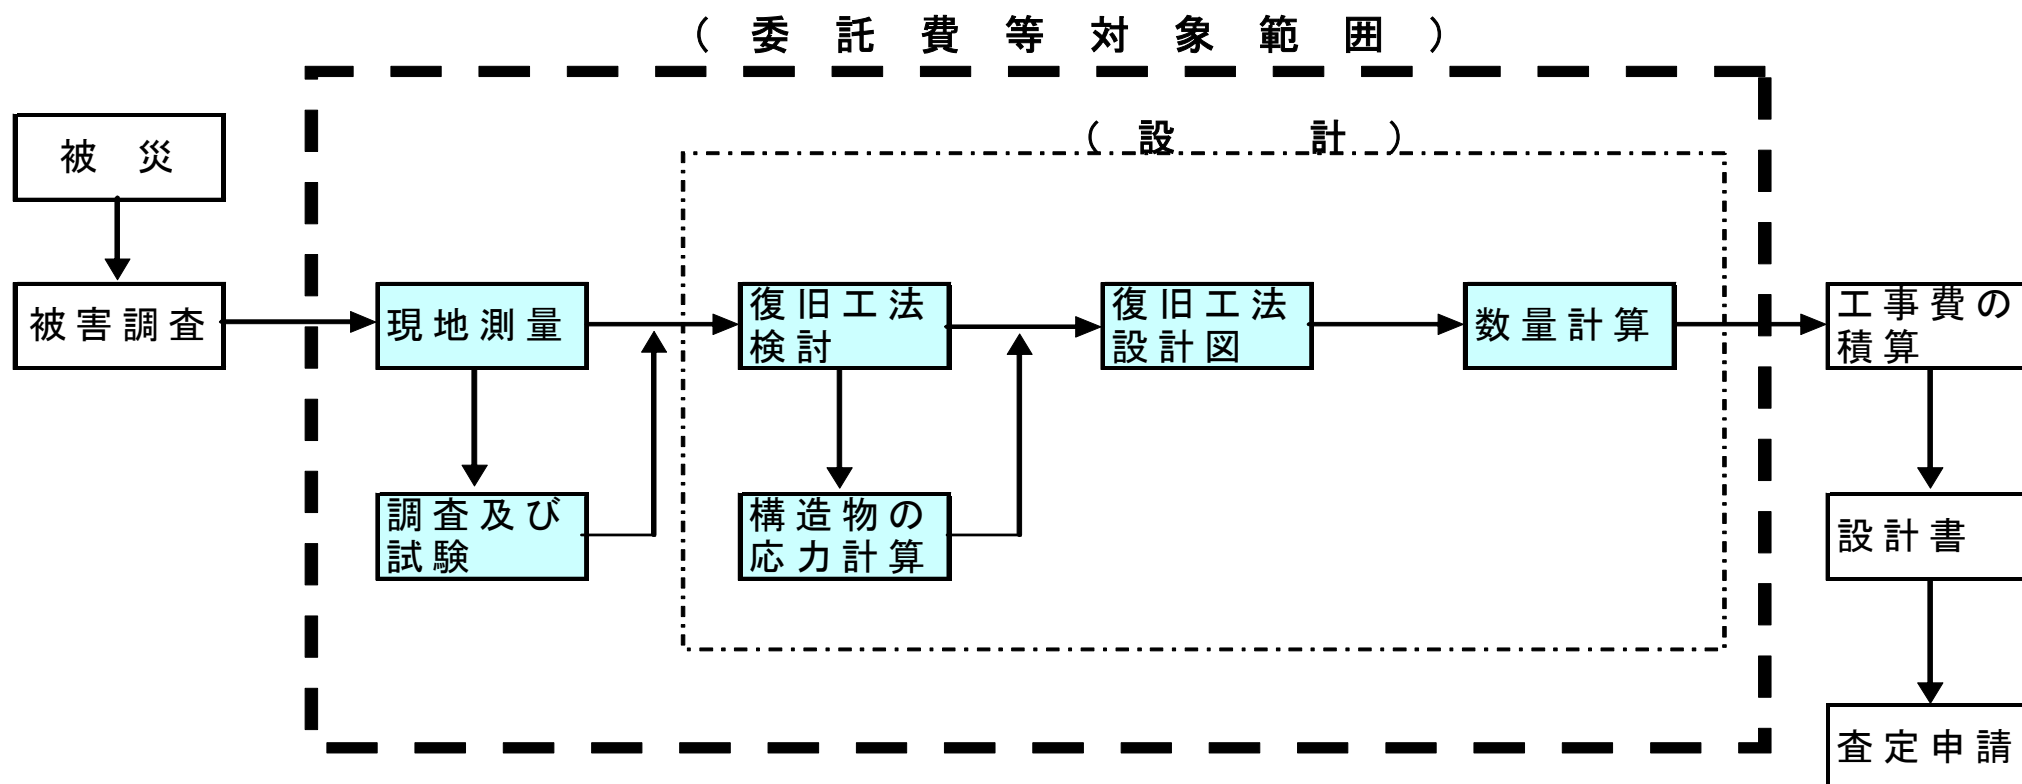 （委託費等対象範囲）
（設計）
被災
被害調査
現地測量
調査及び
試験
復旧工法
検討
構造物の
応力計算
復旧工法
設計図
数量計算
工事費の
積算
設計書
査定申請